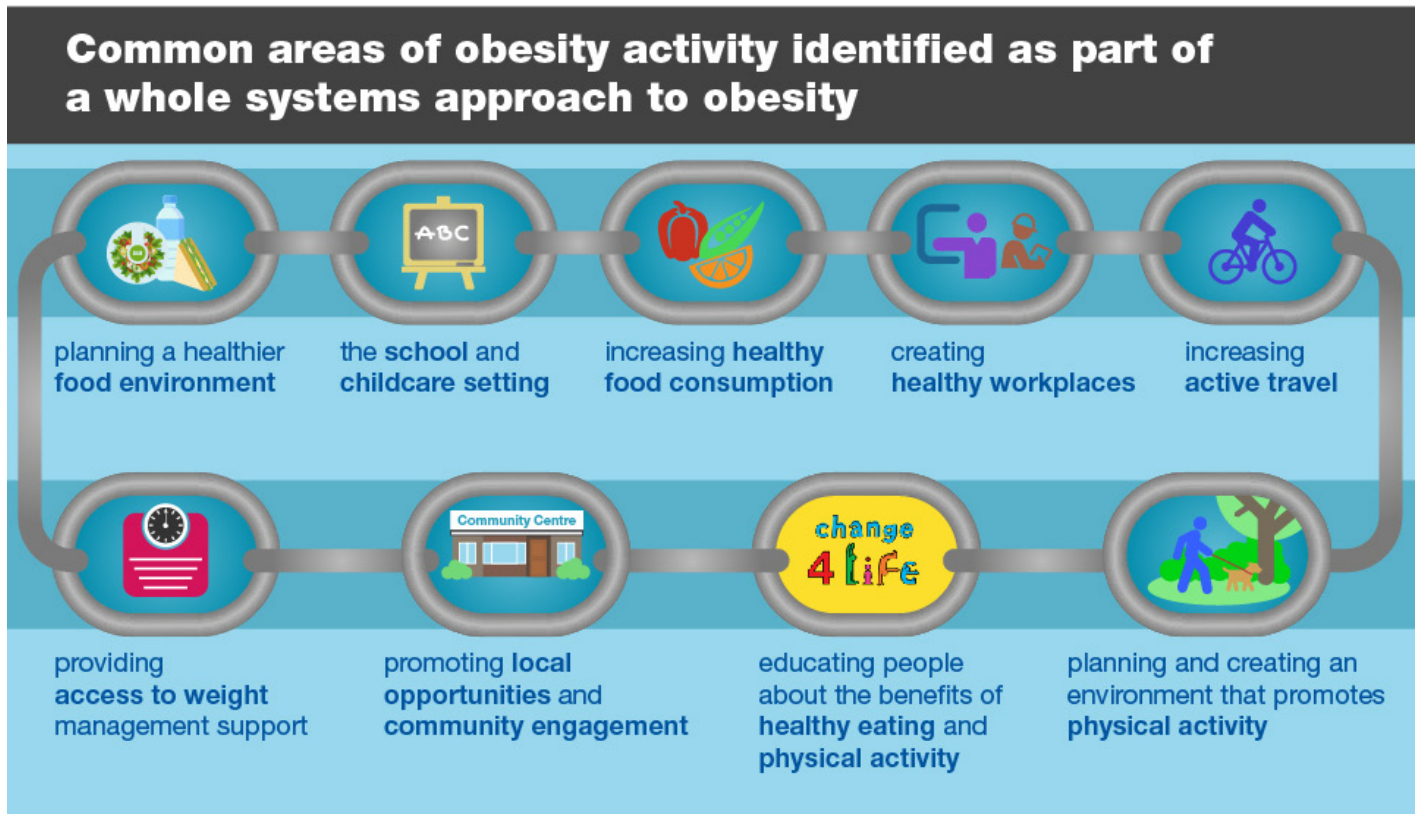 Common areas of obesity activity identified as part of
a whole systems approach to obesity
ABC
planning a healthier
food environment
the school and
childcare setting
increasing healthy
food consumption
creating
healthy workplaces
increasing
active travel
Community Centre
change
4 life
providing
access to weight
management support
promoting local
opportunities and
community engagement
educating people
about the benefits of
healthy eating and
physical activity
planning and creating an
environment that promotes
physical activity